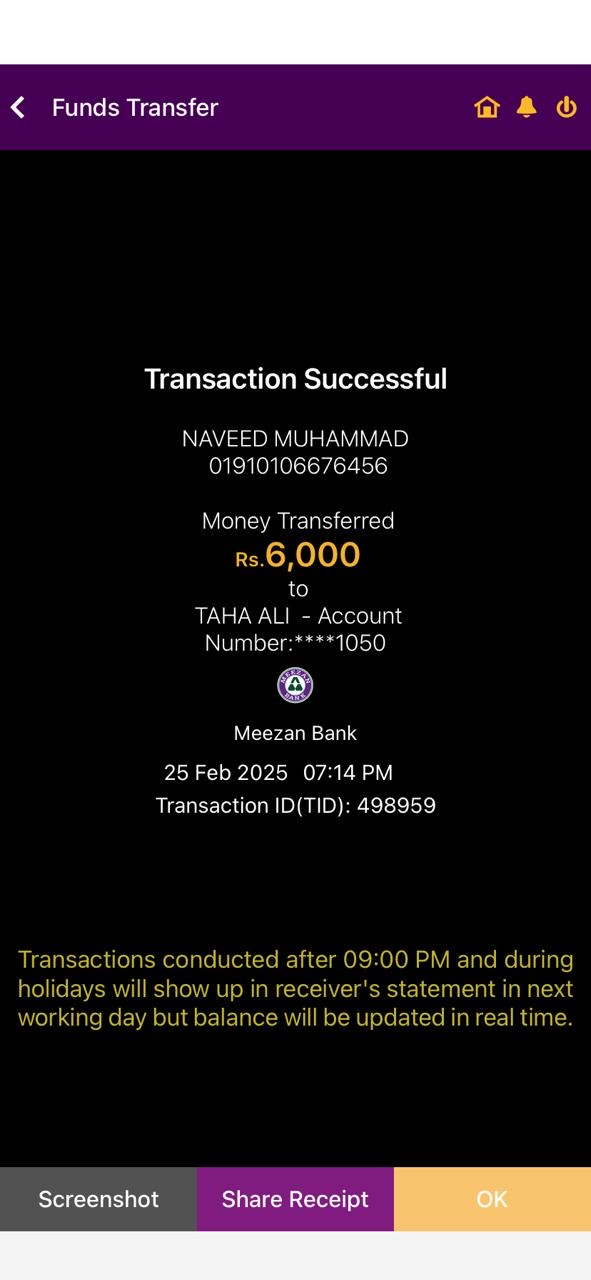 Funds Transfer
Transaction Successful
NAVEED MUHAMMAD
01910106676456
Money Transferred
Rs.6,000
to
TAHA ALI - Account
Number:****1050
MEEZAN
BANK
Meezan Bank
25 Feb 2025 07:14 PM
Transaction ID(TID): 498959
Transactions conducted after 09:00 PM and during
holidays will show up in receiver's statement in next
working day but balance will be updated in real time.
Screenshot
Share Receipt
OK